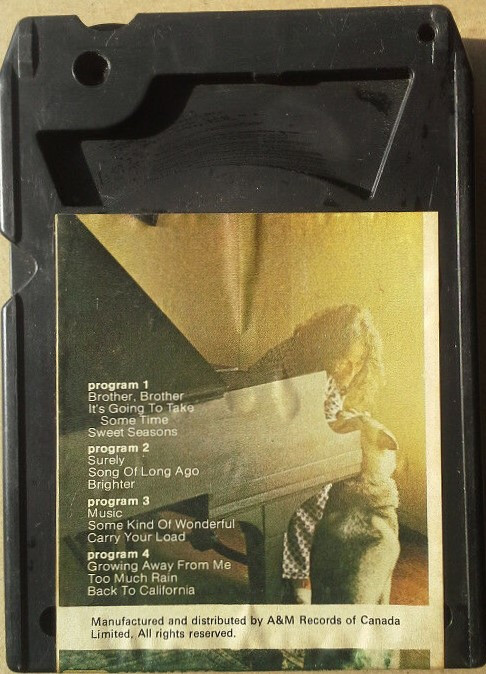 program 1
Brother, Brother
It's Going To Take
Some Time
Sweet Seasons
program 2
Surely
Song Of Long Ago
Brighter
program 3
Music
Some Kind Of Wonderful
Carry Your Load
program 4
Growing Away From Me
Too Much Rain
Back To California
Manufactured and distributed by A&M Records of Canada
Limited. All rights reserved.